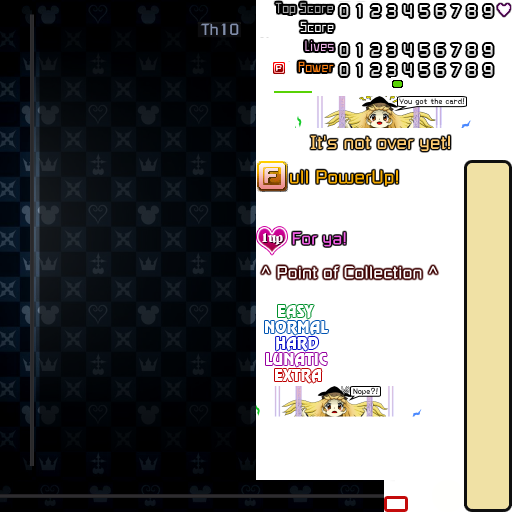 Th10
Top Score 0123456789
Score
Lives 0123456789
F Power 0123456789
You got the card!
It's not over yet!
Full PowerUp!
1up For ya!
^ Point of Collection ^
EASY
NORMAL
HARD
LUNATIC
EXTRA
Nope?!